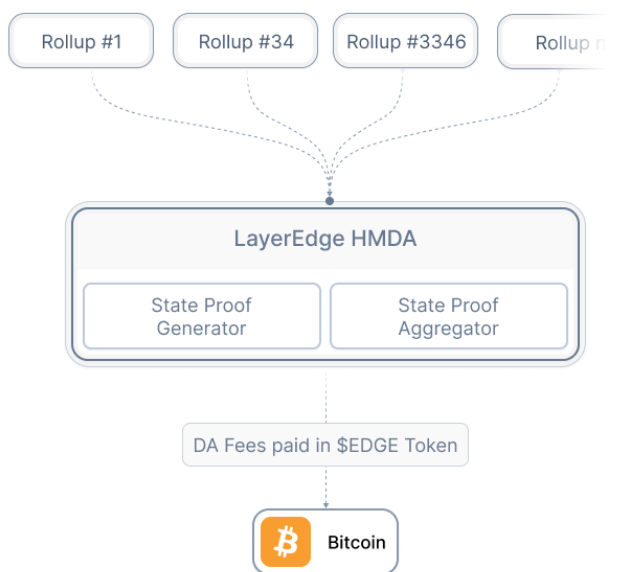 Rollup #1
Rollup #34
Rollup #3346
Rollup n
LayerEdge HMDA
State Proof
Generator
State Proof
Aggregator
DA Fees paid in $EDGE Token
Bitcoin